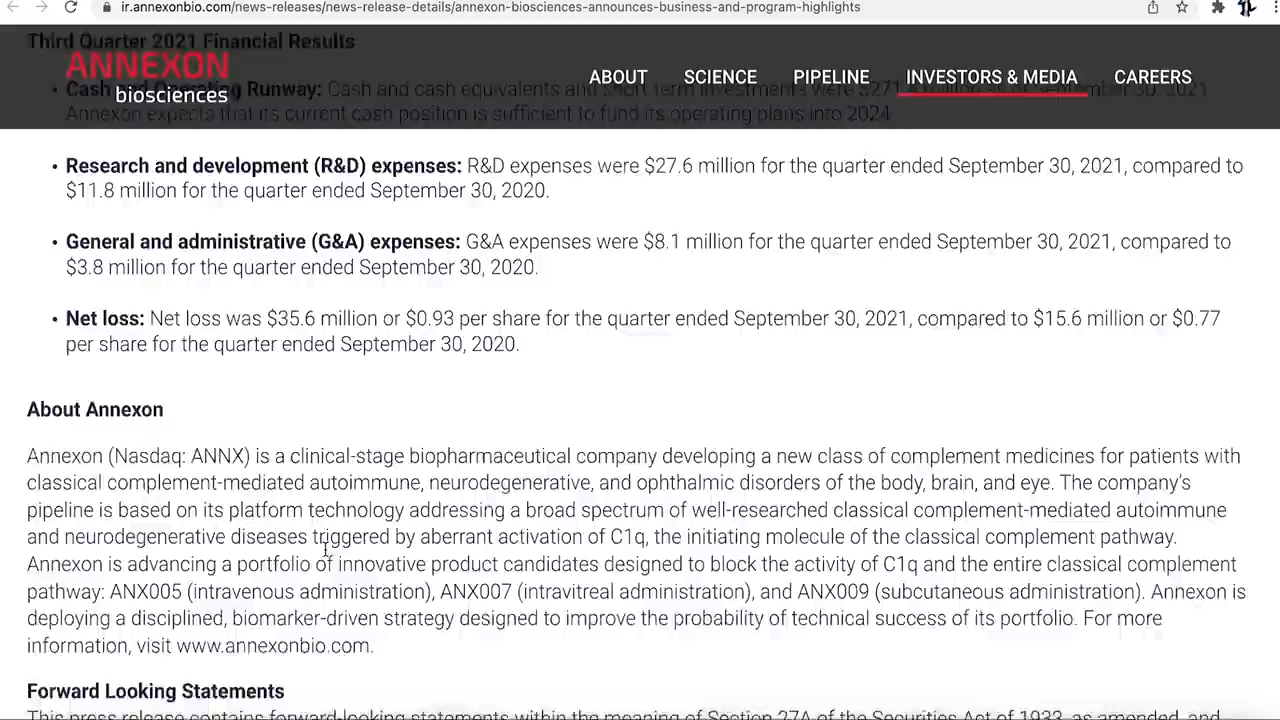 ir.annexonbio.com/news-releases/news-release-details/annexon-biosciences-announces-business-and-program-highlights
Third Quarter 2021 Financial Results
ANNEXON
biosciences
ABOUT SCIENCE PIPELINE INVESTORS & MEDIA CAREERS
Cash and Operating Runway: Cash and cash equivalents and short-term investments were as of September 30, 2021
Annexon expects that its current cash position is sufficient to fund its operating plans into 2024
• Research and development (R&D) expenses: R&D expenses were $27.6 million for the quarter ended September 30, 2021, compared to
$11.8 million for the quarter ended September 30, 2020.
• General and administrative (G&A) expenses: G&A expenses were $8.1 million for the quarter ended September 30, 2021, compared to
$3.8 million for the quarter ended September 30, 2020.
• Net loss: Net loss was $35.6 million or $0.93 per share for the quarter ended September 30, 2021, compared to $15.6 million or $0.77
per share for the quarter ended September 30, 2020.
About Annexon
Annexon (Nasdaq: ANNX) is a clinical-stage biopharmaceutical company developing a new class of complement medicines for patients with
classical complement-mediated autoimmune, neurodegenerative, and ophthalmic disorders of the body, brain, and eye. The company's
pipeline is based on its platform technology addressing a broad spectrum of well-researched classical complement-mediated autoimmune
and neurodegenerative diseases triggered by aberrant activation of C1q, the initiating molecule of the classical complement pathway.
Annexon is advancing a portfolio of innovative product candidates designed to block the activity of C1q and the entire classical complement
pathway: ANX005 (intravenous administration), ANX007 (intravitreal administration), and ANX009 (subcutaneous administration). Annexon is
deploying a disciplined, biomarker-driven strategy designed to improve the probability of technical success of its portfolio. For more
information, visit www.annexonbio.com.
Forward Looking Statements
This press release contains forward-looking statements within the meaning of Section 27A of the Securities Act of 1933, as amended, and